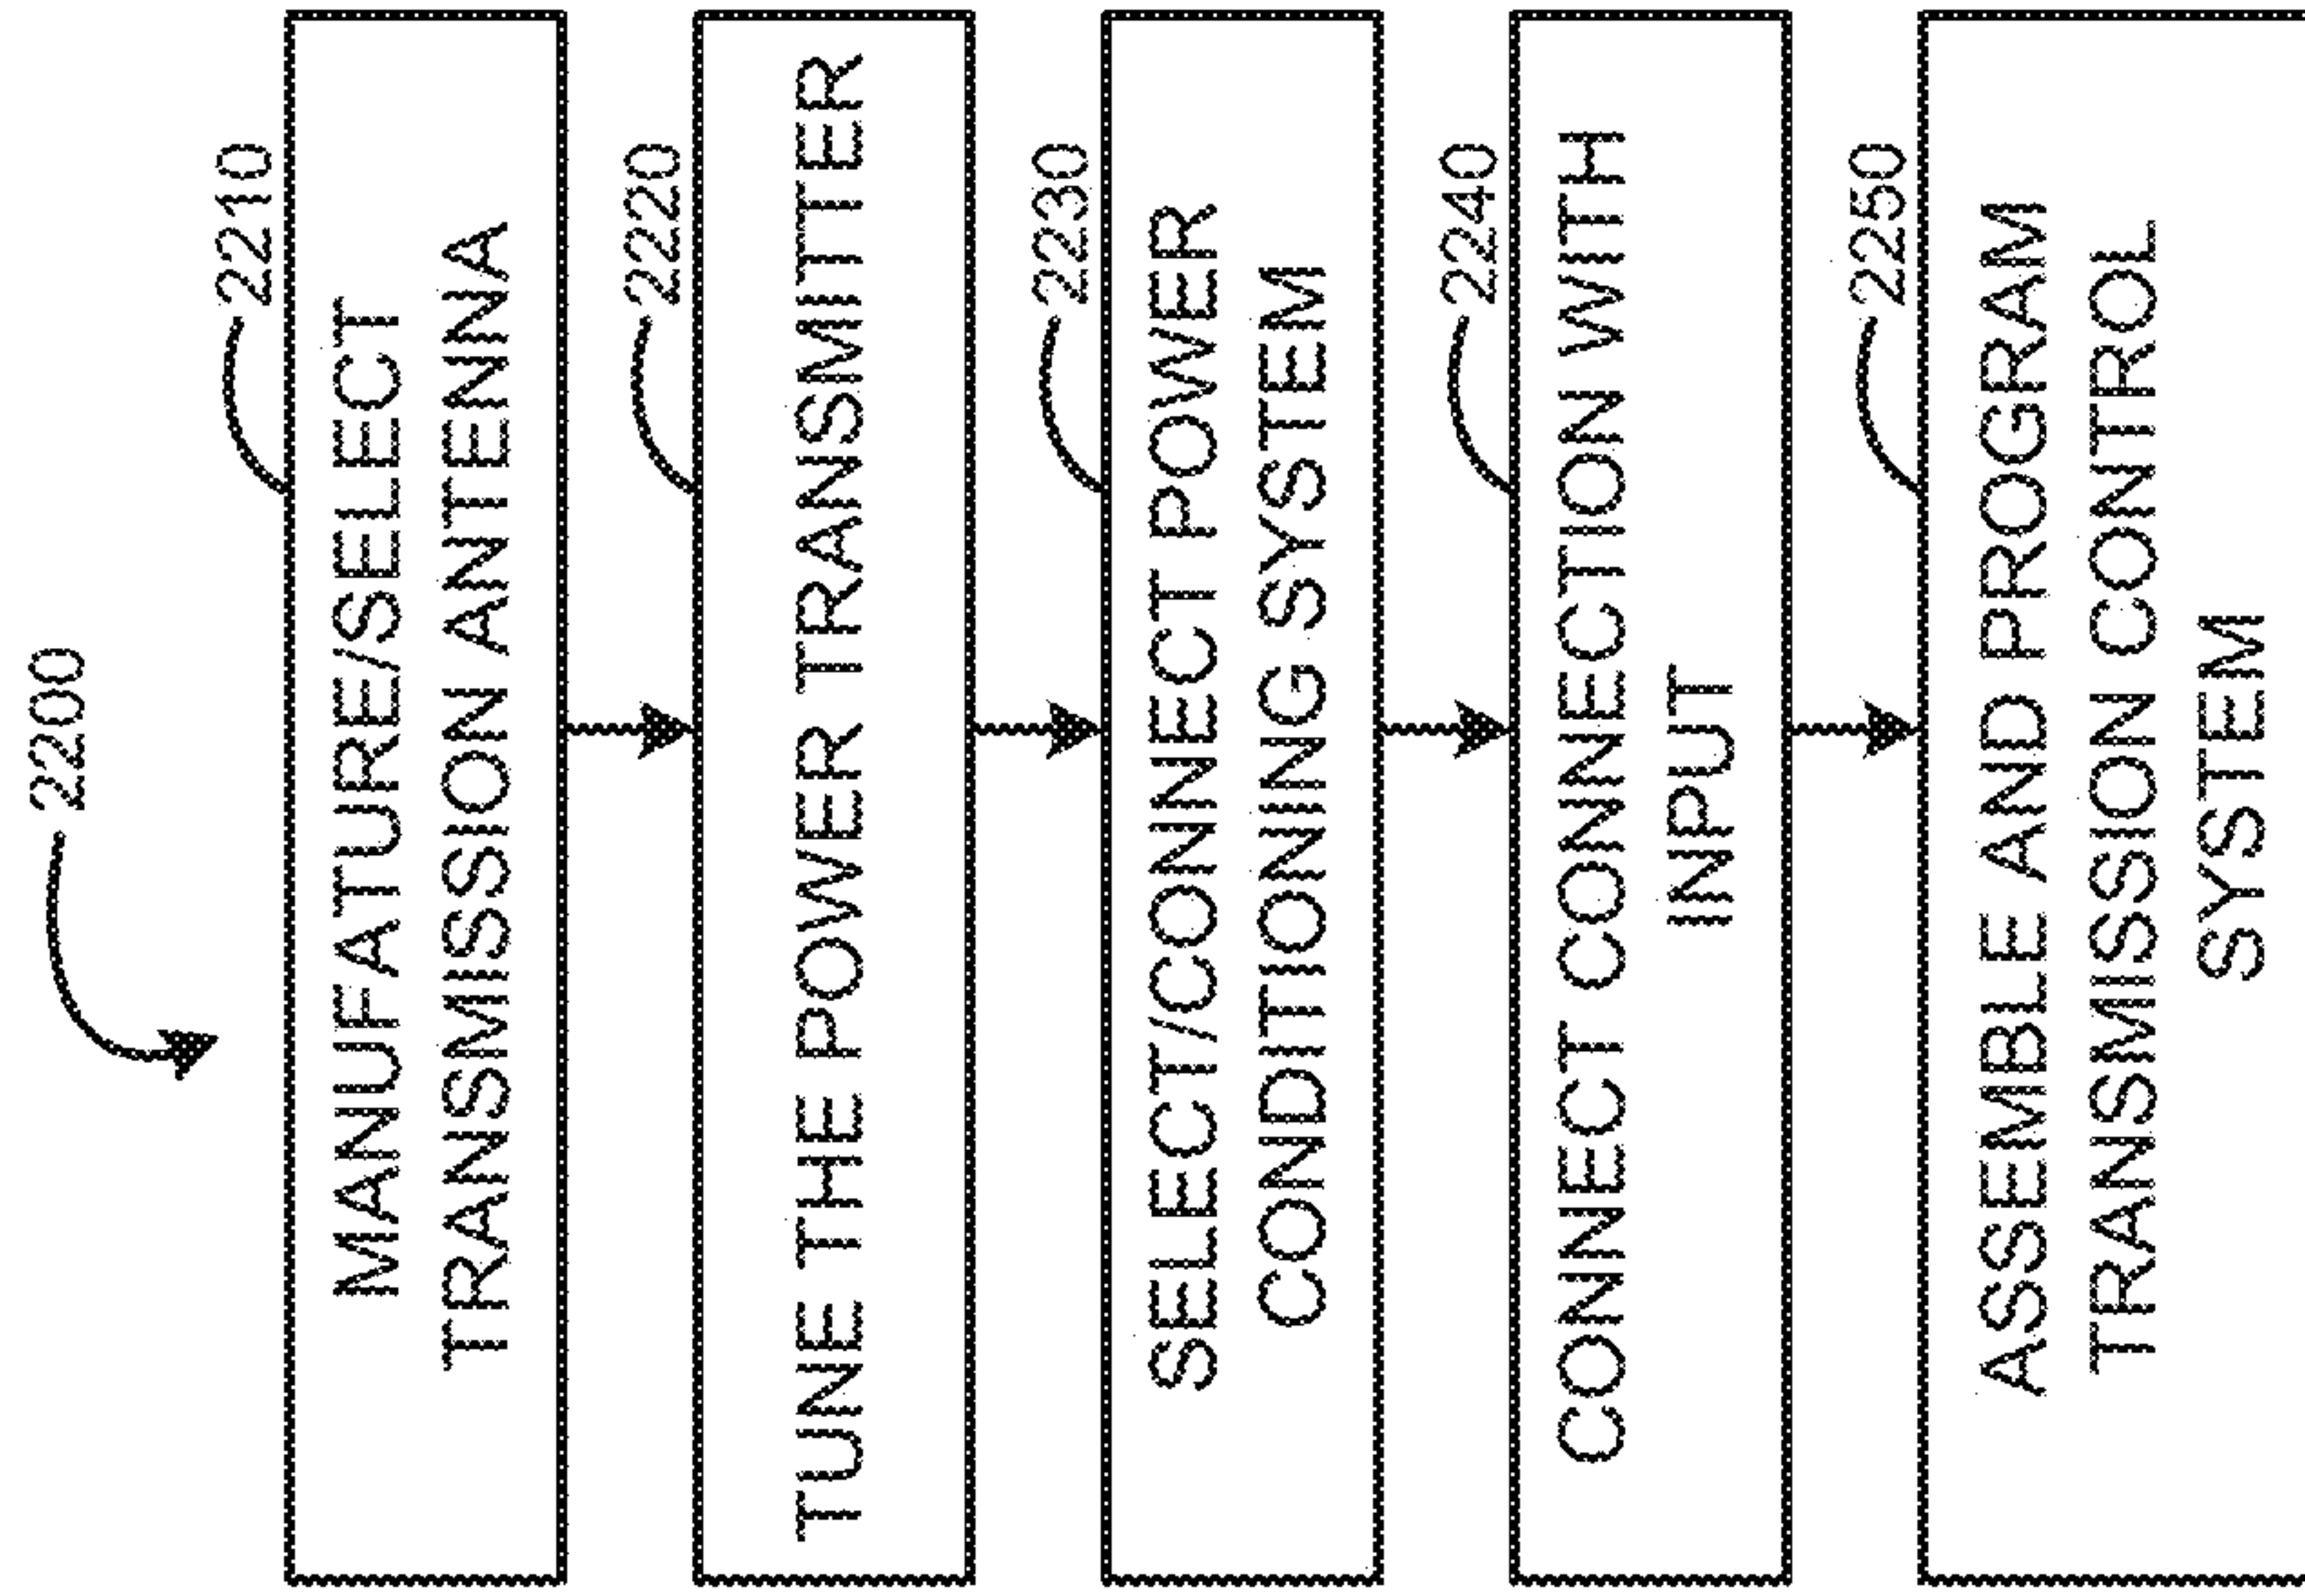 2200
2210
MANUFATURE/SELECT
TRANSMISSION ANTENNA
2220
TUNE THE POWER TRANSMITTER
2230
SELECT/CONNECT POWER
CONDITIONING SYSTEM
2240
CONNECT CONNECTION WITH
INPUT
2250
ASSEMBLE AND PROGRAM
TRANSMISSION CONTROL
SYSTEM